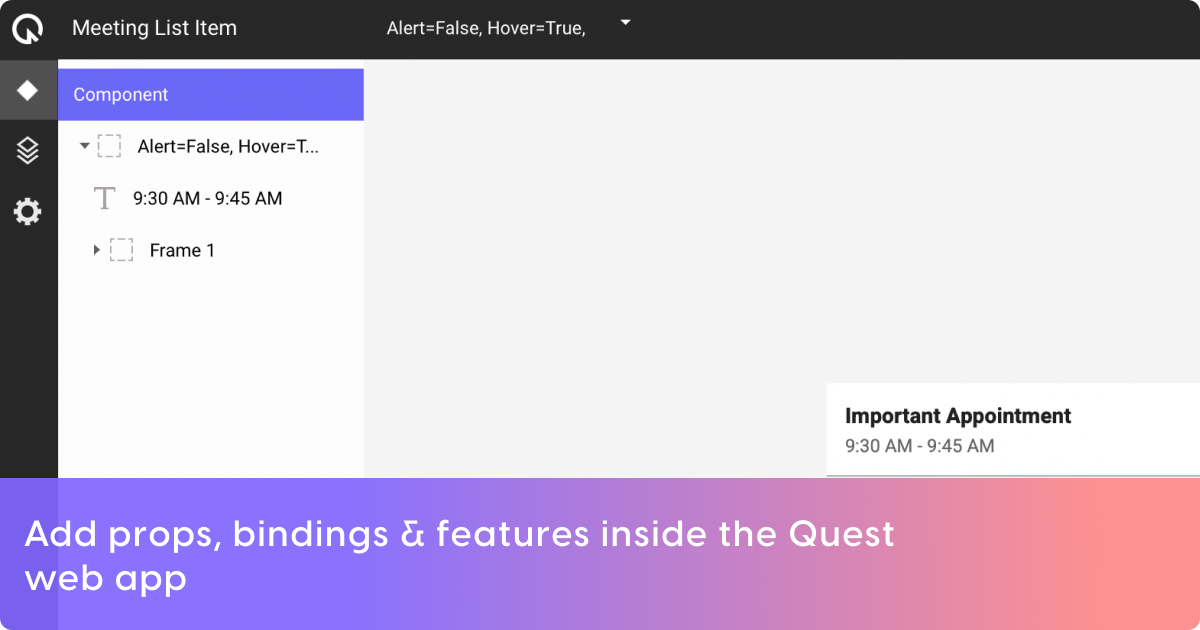 Meeting List Item
Alert=False, Hover=True,
Component
Alert=False, Hover=T...
9:30 AM - 9:45 AM
Frame 1
Important Appointment
9:30 AM - 9:45 AM
Add props, bindings & features inside the Quest
web app